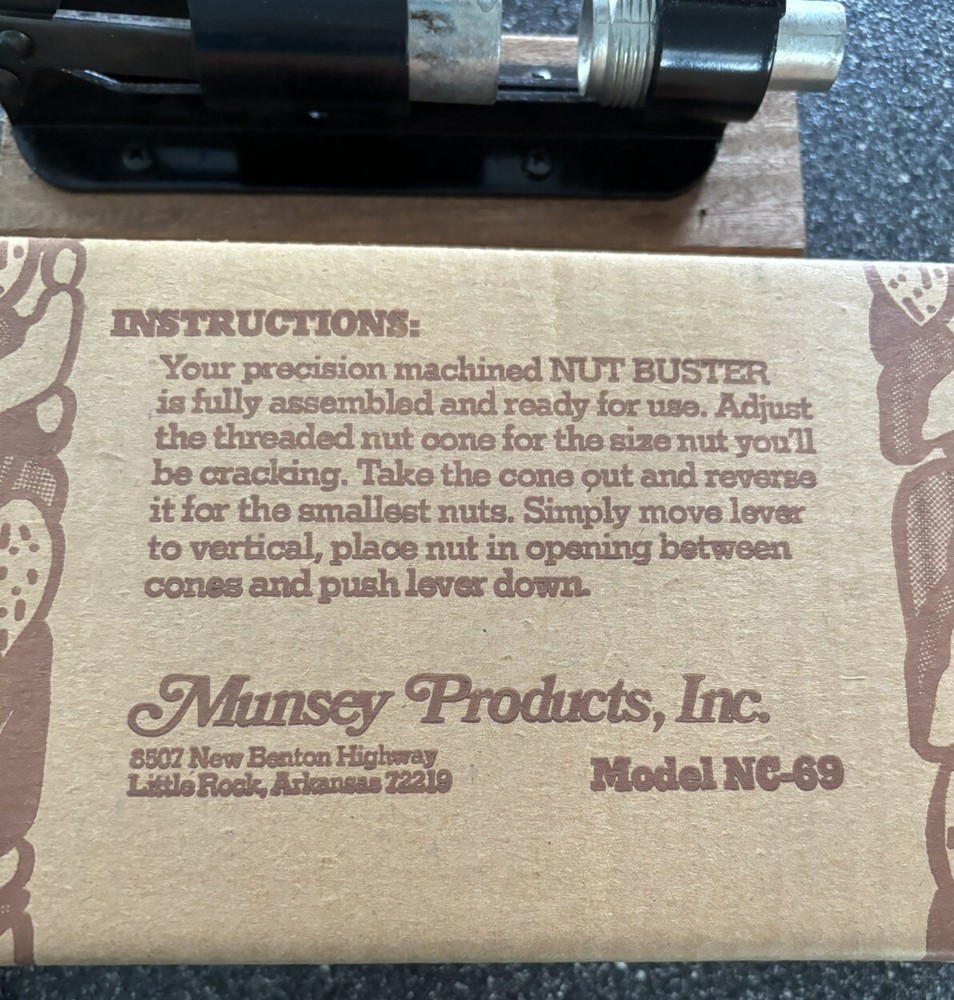 INSTRUCTIONS:
Your precision machined NUT BUSTER
is fully assembled and ready for use. Adjust
the threaded nut cone for the size nut you'll
be cracking. Take the cone out and reverse
it for the smallest nuts. Simply move lever
to vertical, place nut in opening between
cones and push lever down.
Munsey Products, Inc.
8507 New Benton Highway
Little Rock, Arkansas 72219
Model NC-69